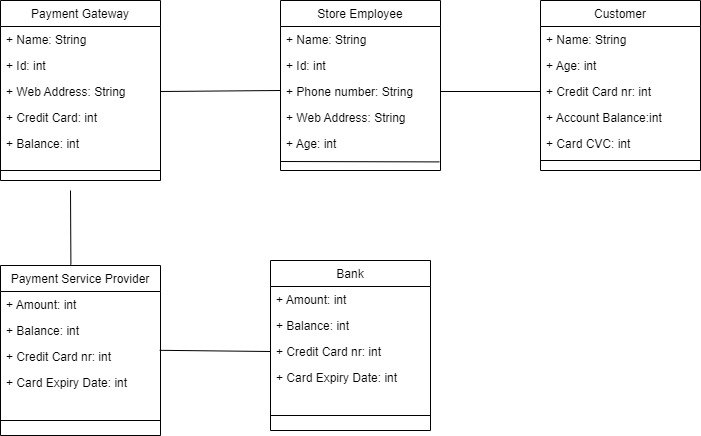 Payment Gateway
+ Name: String
+ Id: int
+ Web Address: String
+ Credit Card: int
+ Balance: int
Store Employee
+ Name: String
+ Id: int
+ Phone number: String
+ Web Address: String
+ Age: int
Customer
+ Name: String
+ Age: int
+ Credit Card nr: int
+ Account Balance:int
+ Card CVC: int
Payment Service Provider
+ Amount: int
+ Balance: int
+ Credit Card nr: int
+ Card Expiry Date: int
Bank
+ Amount: int
+ Balance: int
+ Credit Card nr: int
+ Card Expiry Date: int